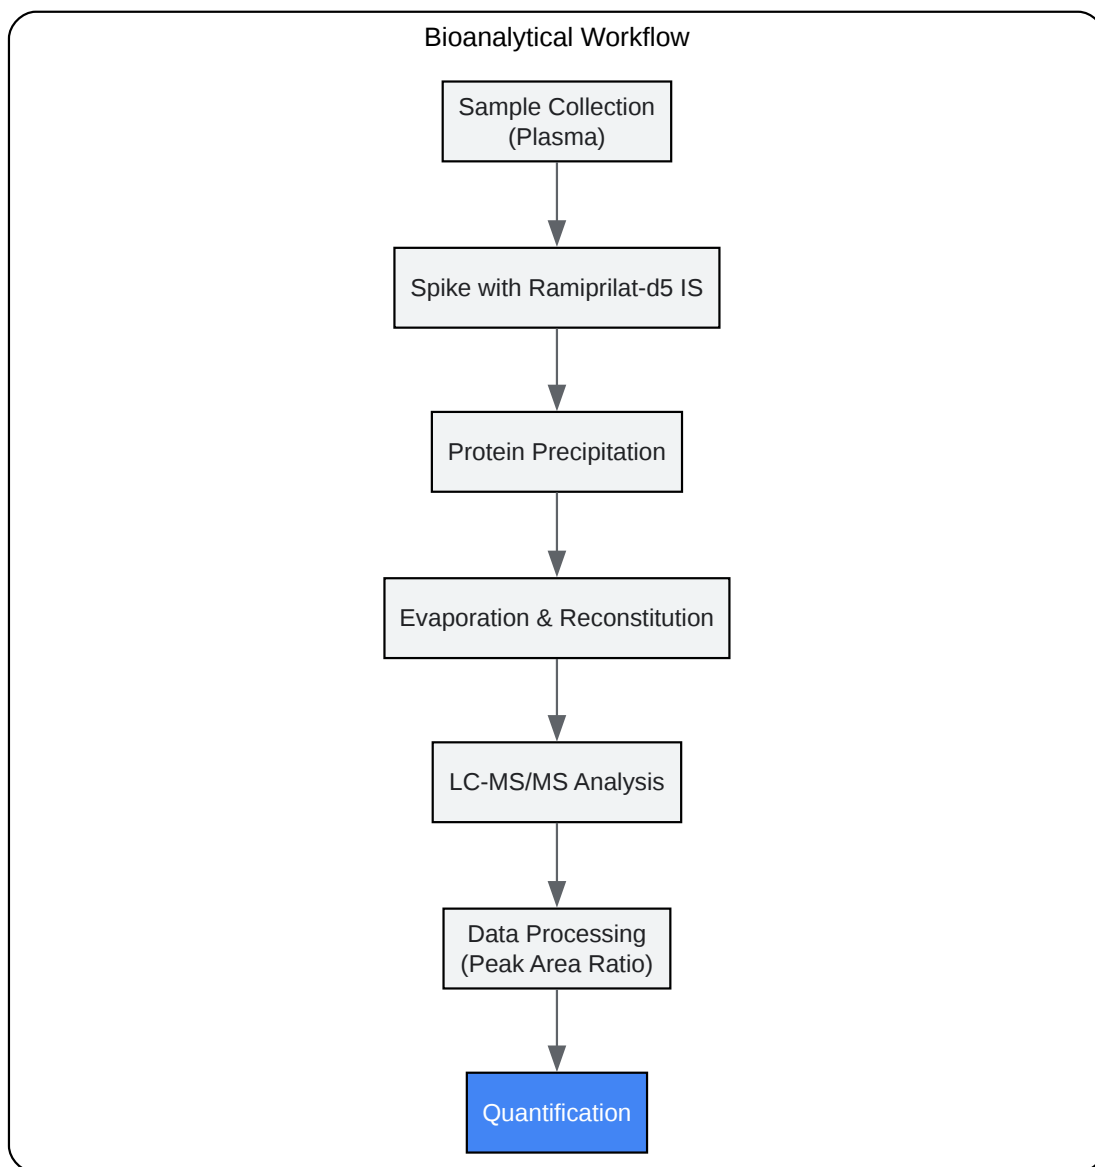 Bioanalytical Workflow
Sample Collection
(Plasma)
Spike with Ramiprilat-d5 IS
Protein Precipitation
Evaporation & Reconstitution
LC-MS/MS Analysis
Data Processing
(Peak Area Ratio)
Quantification